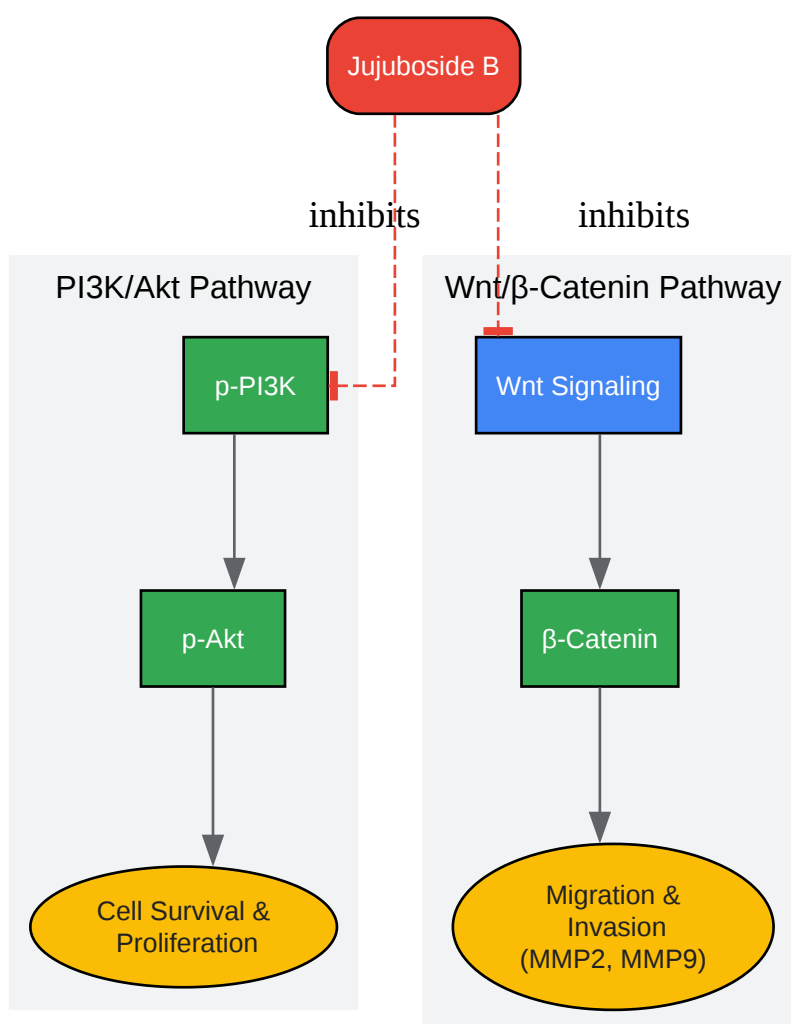 Jujuboside B
inhibits
inhibits
PI3K/Akt Pathway
Wnt/β-Catenin Pathway
p-PI3K
Wnt Signaling
p-Akt
β-Catenin
Cell Survival &
Proliferation
Migration &
Invasion
(MMP2, MMP9)